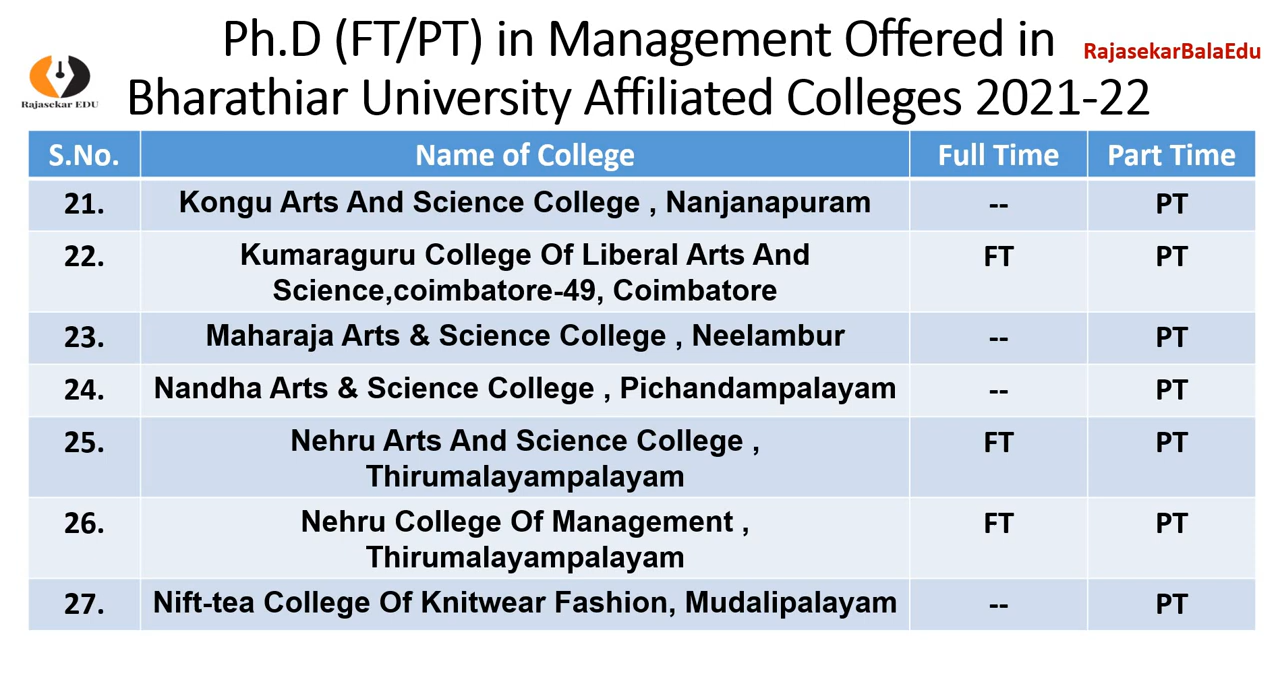 Ph.D (FT/PT) in Management Offered in
RajasekarBalaEdu
Rajasekar EDU
Bharathiar University Affiliated Colleges 2021-22
S.No. Name of College Full Time Part Time
21. Kongu Arts And Science College , Nanjanapuram -- PT
22. Kumaraguru College Of Liberal Arts And FT PT
Science,coimbatore-49, Coimbatore
23. Maharaja Arts & Science College , Neelambur -- PT
24. Nandha Arts & Science College , Pichandampalayam -- PT
25. Nehru Arts And Science College , FT PT
Thirumalayampalayam
26. Nehru College Of Management , FT PT
Thirumalayampalayam
27. Nift-tea College Of Knitwear Fashion, Mudalipalayam -- PT